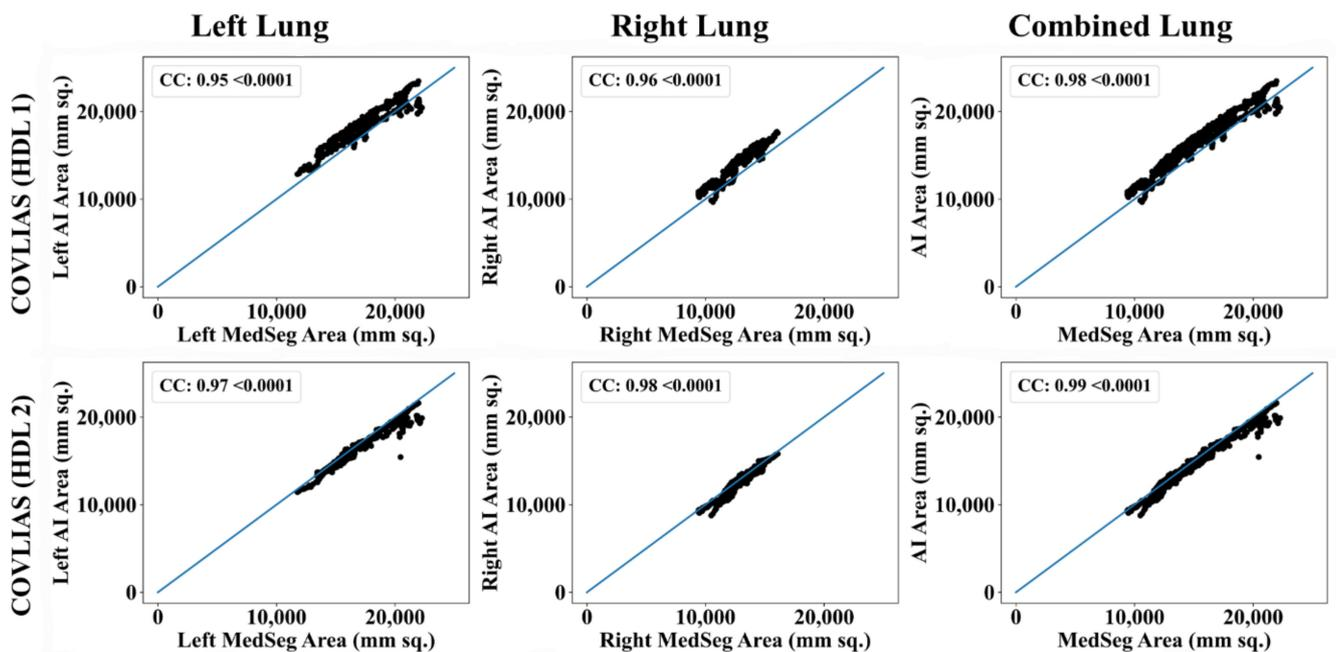 Left Lung
Right Lung
Combined Lung
COVLIAS (HDL 1)
Left AI Area (mm sq.)
CC: 0.95 <0.0001
20,000
10,000
0
0
10,000
20,000
Left MedSeg Area (mm sq.)
Right AI Area (mm sq.)
CC: 0.96 <0.0001
20,000
10,000
0
0
10,000
20,000
Right MedSeg Area (mm sq.)
AI Area (mm sq.)
CC: 0.98 <0.0001
20,000
10,000
0
0
10,000
20,000
MedSeg Area (mm sq.)
COVLIAS (HDL 2)
Left AI Area (mm sq.)
CC: 0.97 <0.0001
20,000
10,000
0
0
10,000
20,000
Left MedSeg Area (mm sq.)
Right AI Area (mm sq.)
CC: 0.98 <0.0001
20,000
10,000
0
0
10,000
20,000
Right MedSeg Area (mm sq.)
AI Area (mm sq.)
CC: 0.99 <0.0001
20,000
10,000
0
0
10,000
20,000
MedSeg Area (mm sq.)